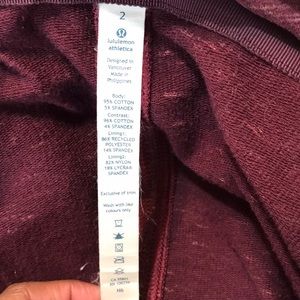 2
lululemon
athletica
Designed in
Vancouver
Made in
Philippines
Body:
95% COTTON
5% SPANDEX
Contrast:
96% COTTON
4% SPANDEX
Lining1:
86% RECYCLED
POLYESTER
14% SPANDEX
Lining2:
82% NYLON
18% LYCRA®
SPANDEX
Exclusive of trim
Wash with like
colours only